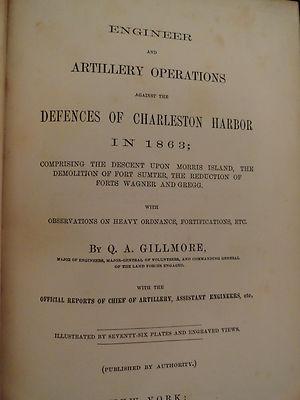 ENGINEER
AND
ARTILLERY OPERATIONS
AGAINST THE
DEFENCES OF CHARLESTON HARBOR
IN 1863;
COMPRISING THE DESCENT UPON MORRIS ISLAND, THE
DEMOLITION OF FORT SUMTER, THE REDUCTION OF
FORTS WAGNER AND GREGG.
WITH
OBSERVATIONS ON HEAVY ORDNANCE, FORTIFICATIONS, ETC.
BY Q. A. GILLMORE,
MAJOR OF ENGINEERS, MAJOR-GENERAL OF VOLUNTEERS, AND COMMANDING GENERAL
OF THE LAND FORCES ENGAGED.
WITH THE
OFFICIAL REPORTS OF CHIEF OF ARTILLERY, ASSISTANT ENGINEERS, etc.
ILLUSTRATED BY SEVENTY-SIX PLATES AND ENGRAVED VIEWS.
(PUBLISHED BY AUTHORITY.)
YORK: